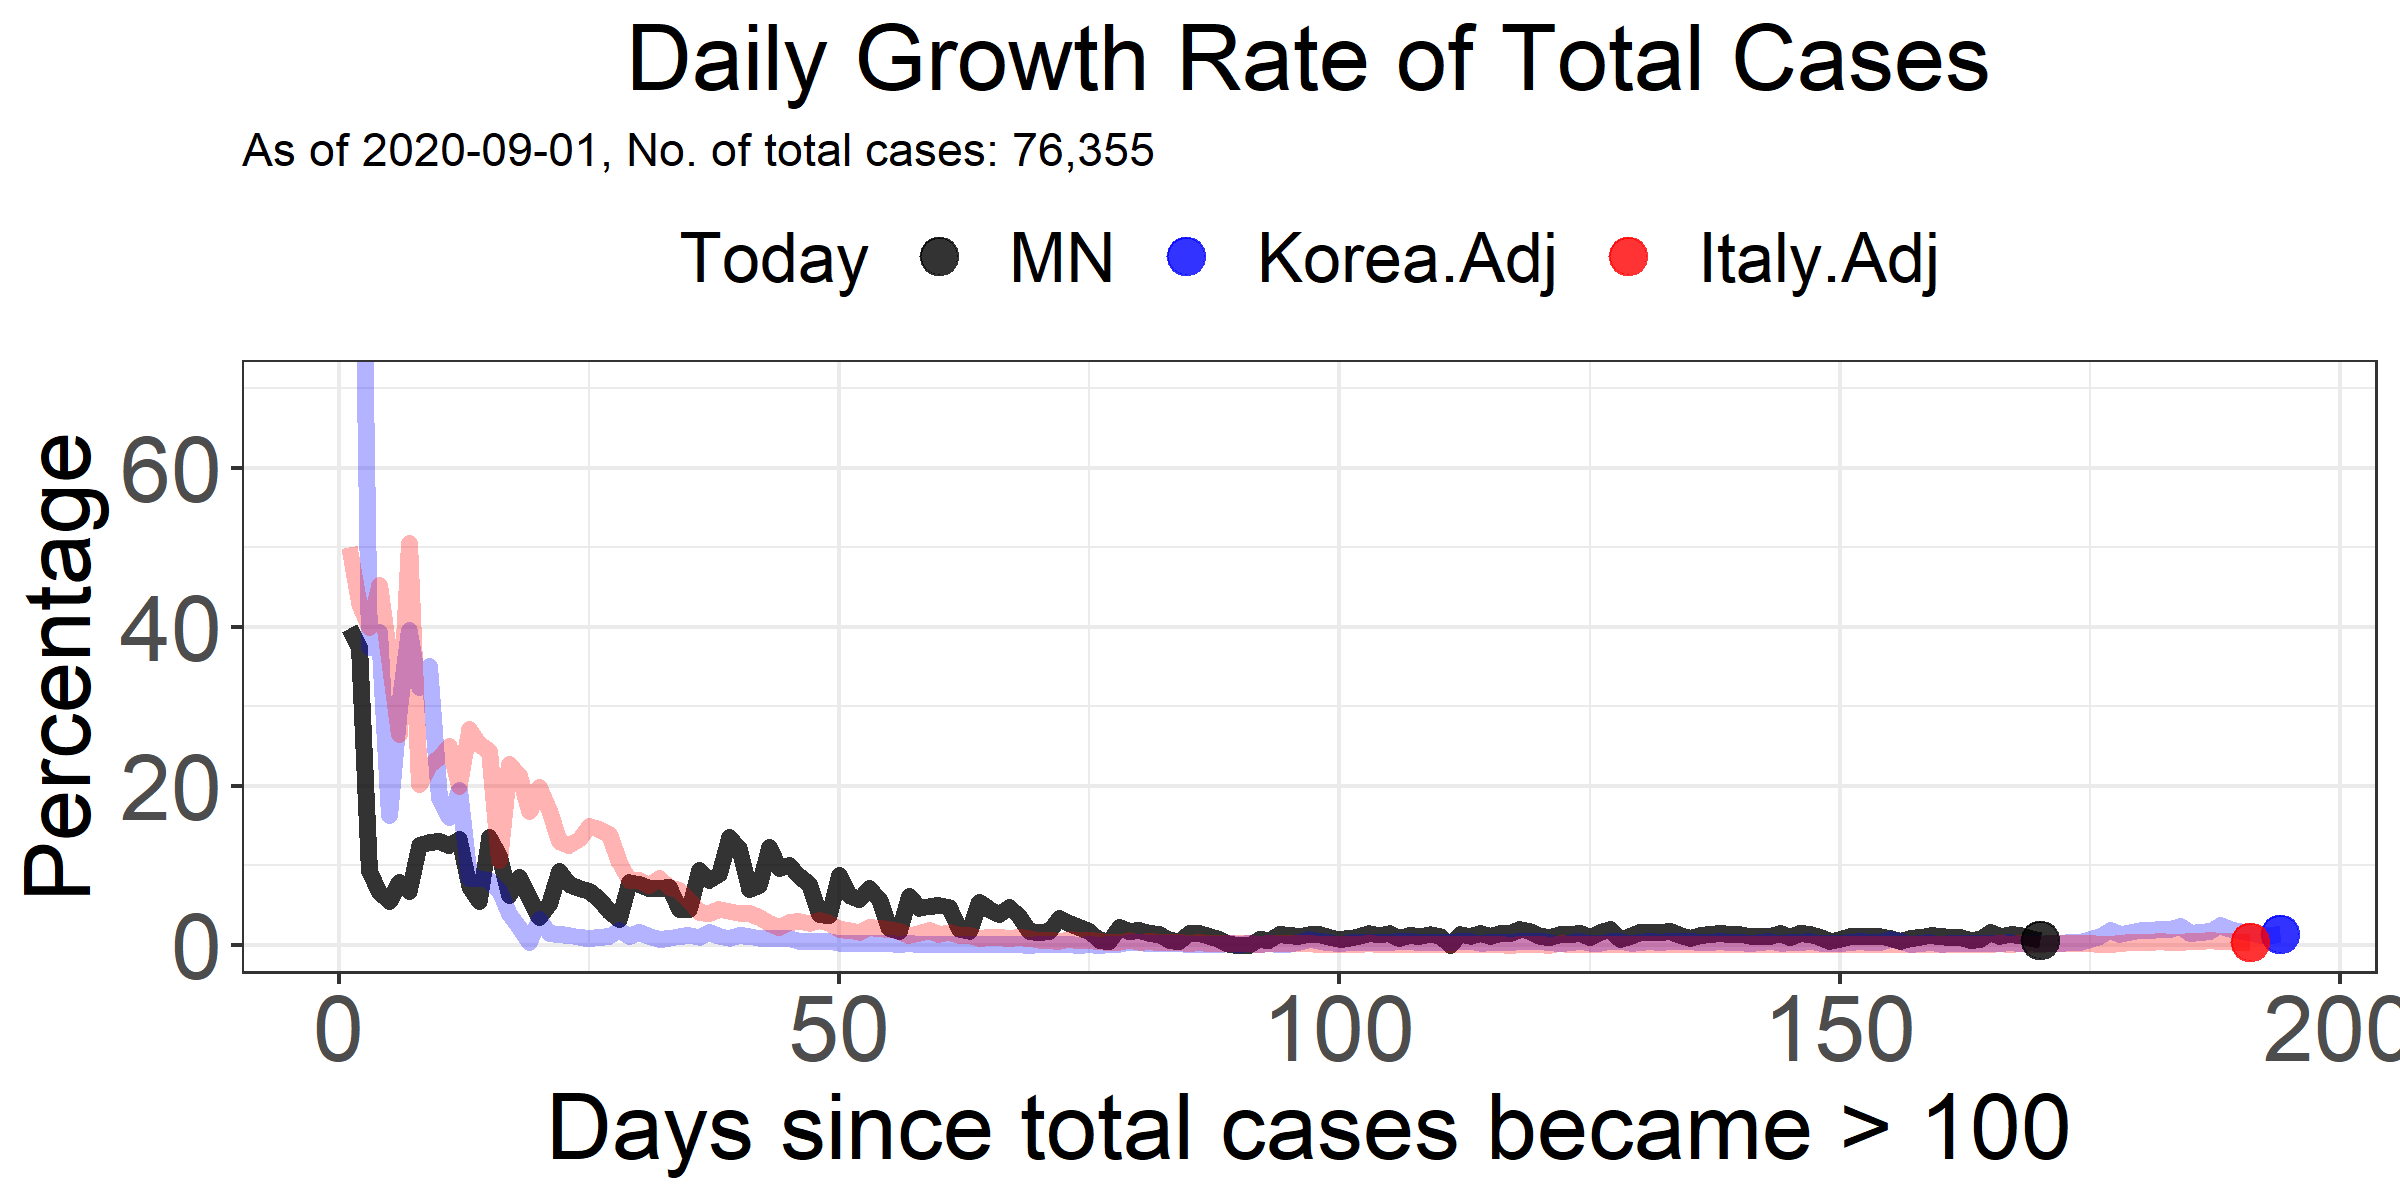 Daily Growth Rate of Total Cases
As of 2020-09-01, No. of total cases: 76,355
Today MN Korea.Adj Italy.Adj
Percentage
60
40
20
0
0 50 100 150 200
Days since total cases became > 100